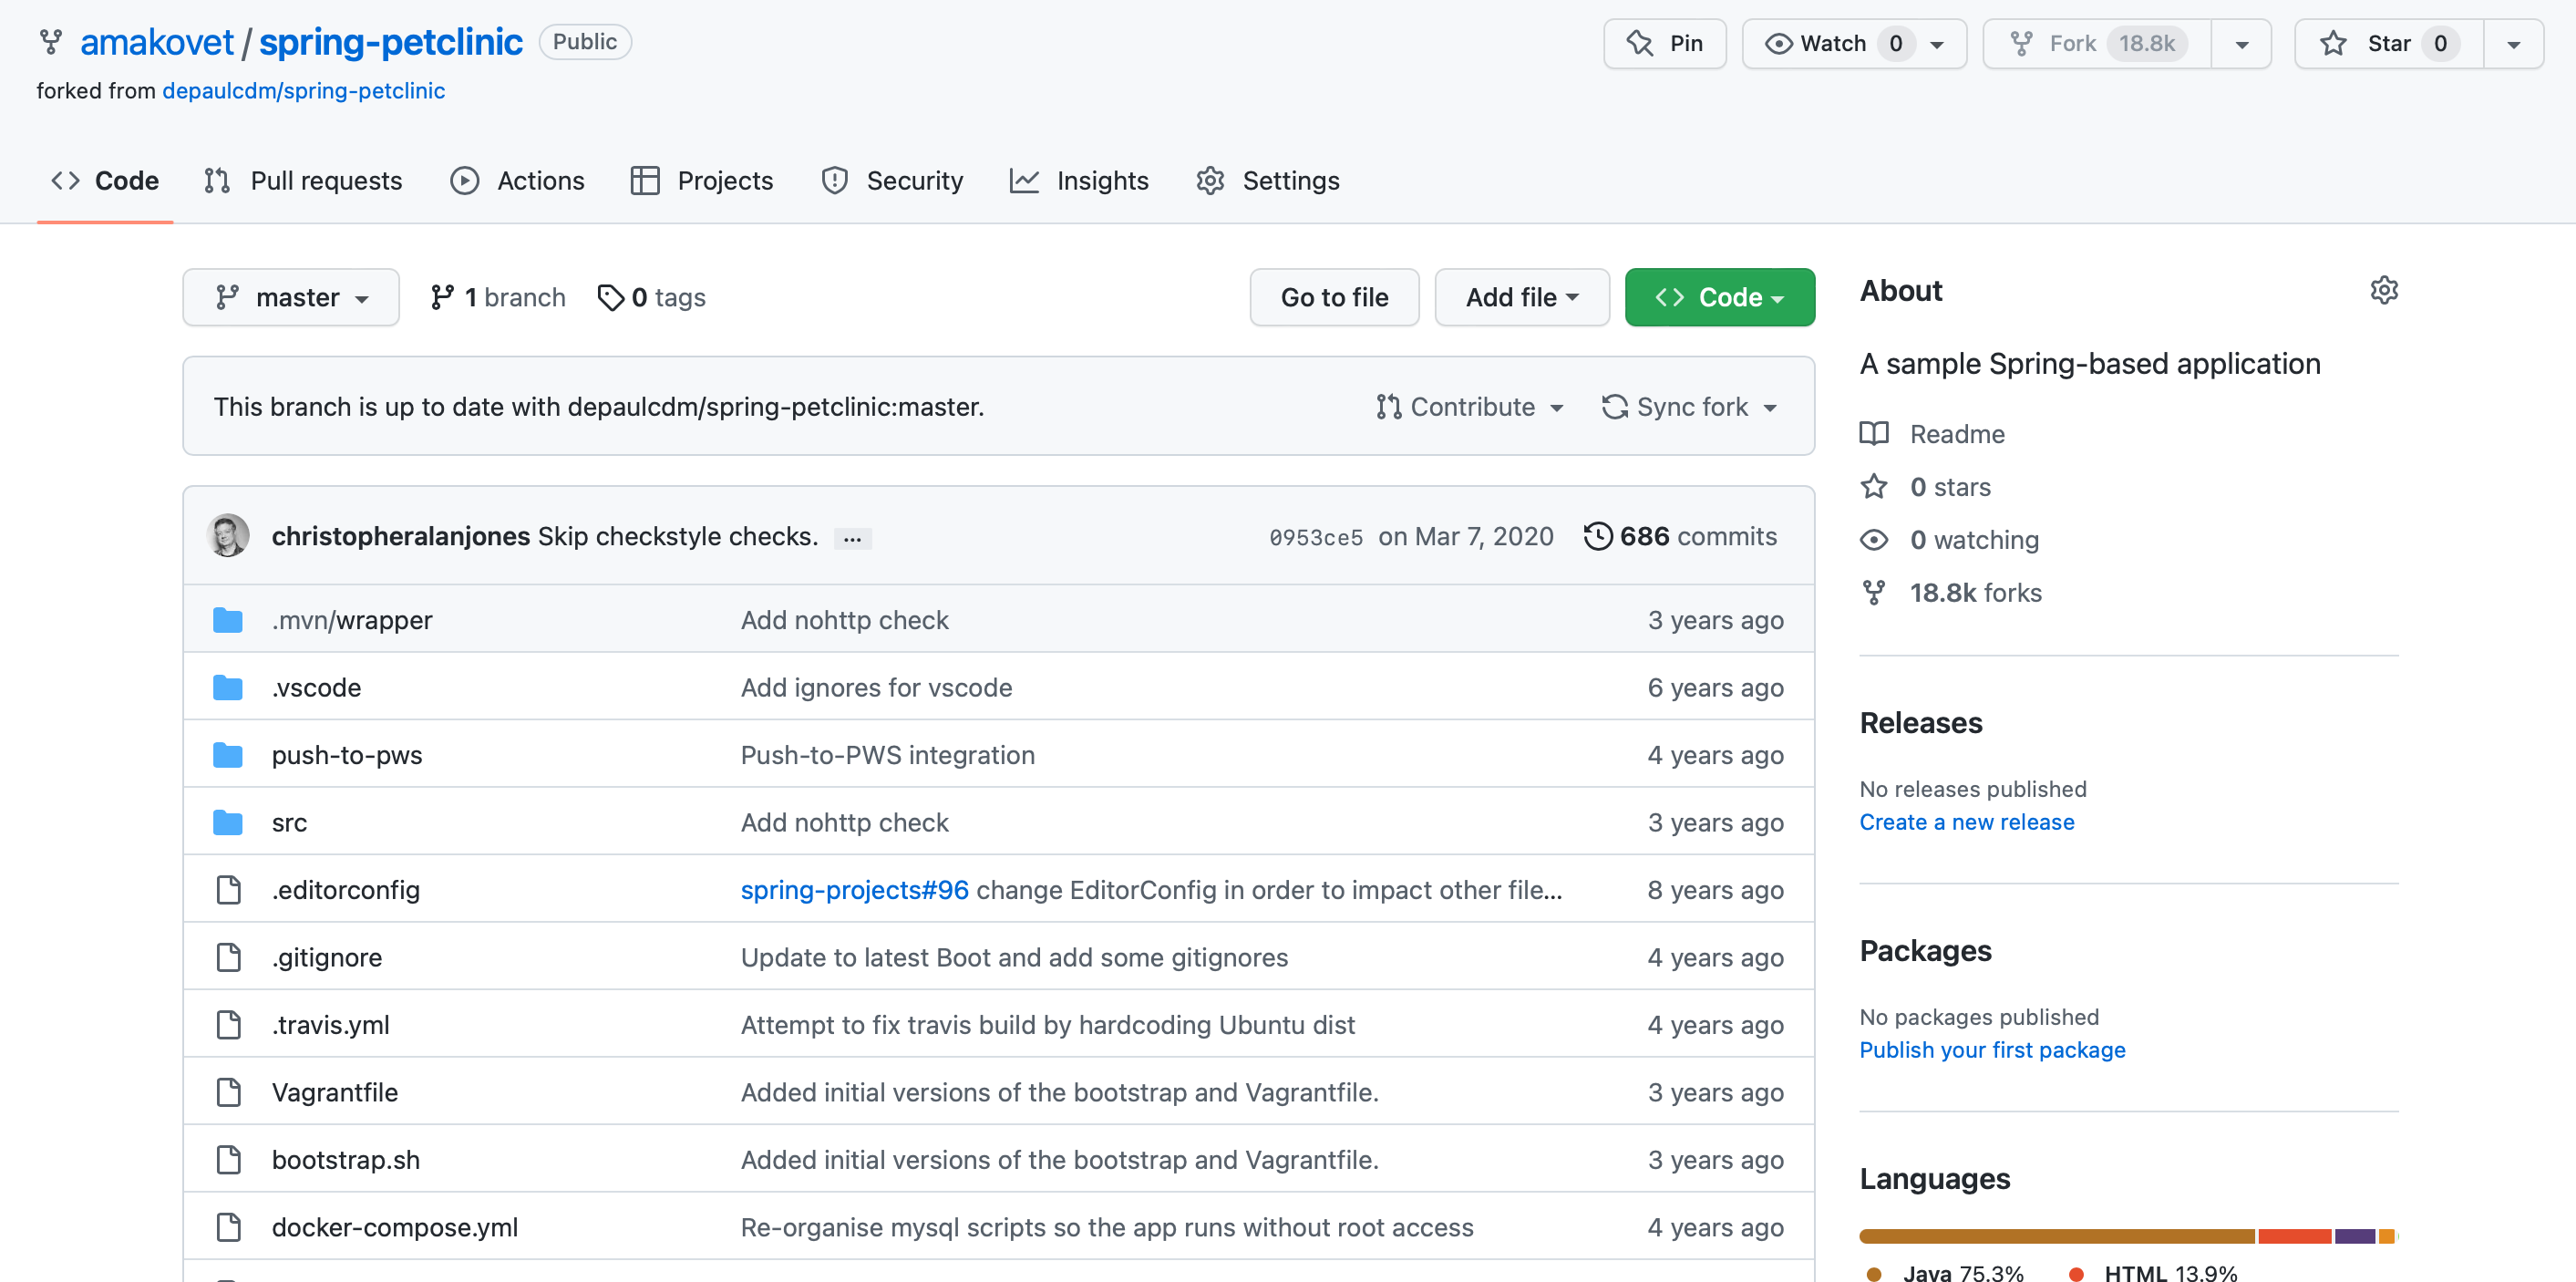 amakovet / spring-petclinic Public
Pin Watch 0 Fork 18.8k Star 0
forked from depaulcdm/spring-petclinic
Code Pull requests Actions Projects Security Insights Settings
master 1 branch 0 tags Go to file Add file Code
This branch is up to date with depaulcdm/spring-petclinic:master. Contribute Sync fork
christopheralanjones Skip checkstyle checks. ... 0953ce5 on Mar 7, 2020 686 commits
.mvn/wrapper Add nohttp check 3 years ago
.vscode Add ignores for vscode 6 years ago
push-to-pws Push-to-PWS integration 4 years ago
src Add nohttp check 3 years ago
.editorconfig spring-projects#96 change EditorConfig in order to impact other file... 8 years ago
.gitignore Update to latest Boot and add some gitignores 4 years ago
.travis.yml Attempt to fix travis build by hardcoding Ubuntu dist 4 years ago
Vagrantfile Added initial versions of the bootstrap and Vagrantfile. 3 years ago
bootstrap.sh Added initial versions of the bootstrap and Vagrantfile. 3 years ago
docker-compose.yml Re-organise mysql scripts so the app runs without root access 4 years ago
About
A sample Spring-based application
Readme
0 stars
0 watching
18.8k forks
Releases
No releases published
Create a new release
Packages
No packages published
Publish your first package
Languages
Java 75.3% HTML 13.9%